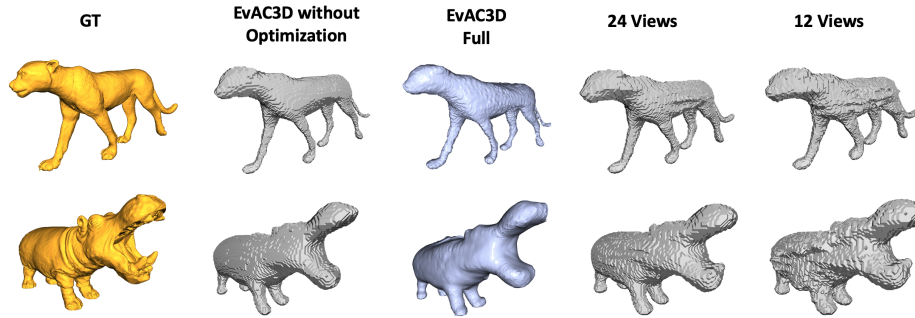 GT
EvAC3D without
Optimization
EvAC3D
Full
24 Views
12 Views